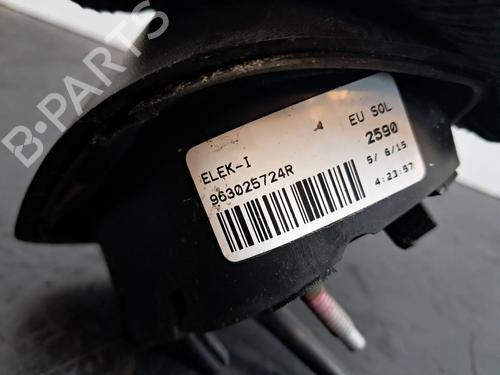 B-PARTS
EU SOL
ELEK-I
2590
963025724R
5/ 6/15
4:23:57